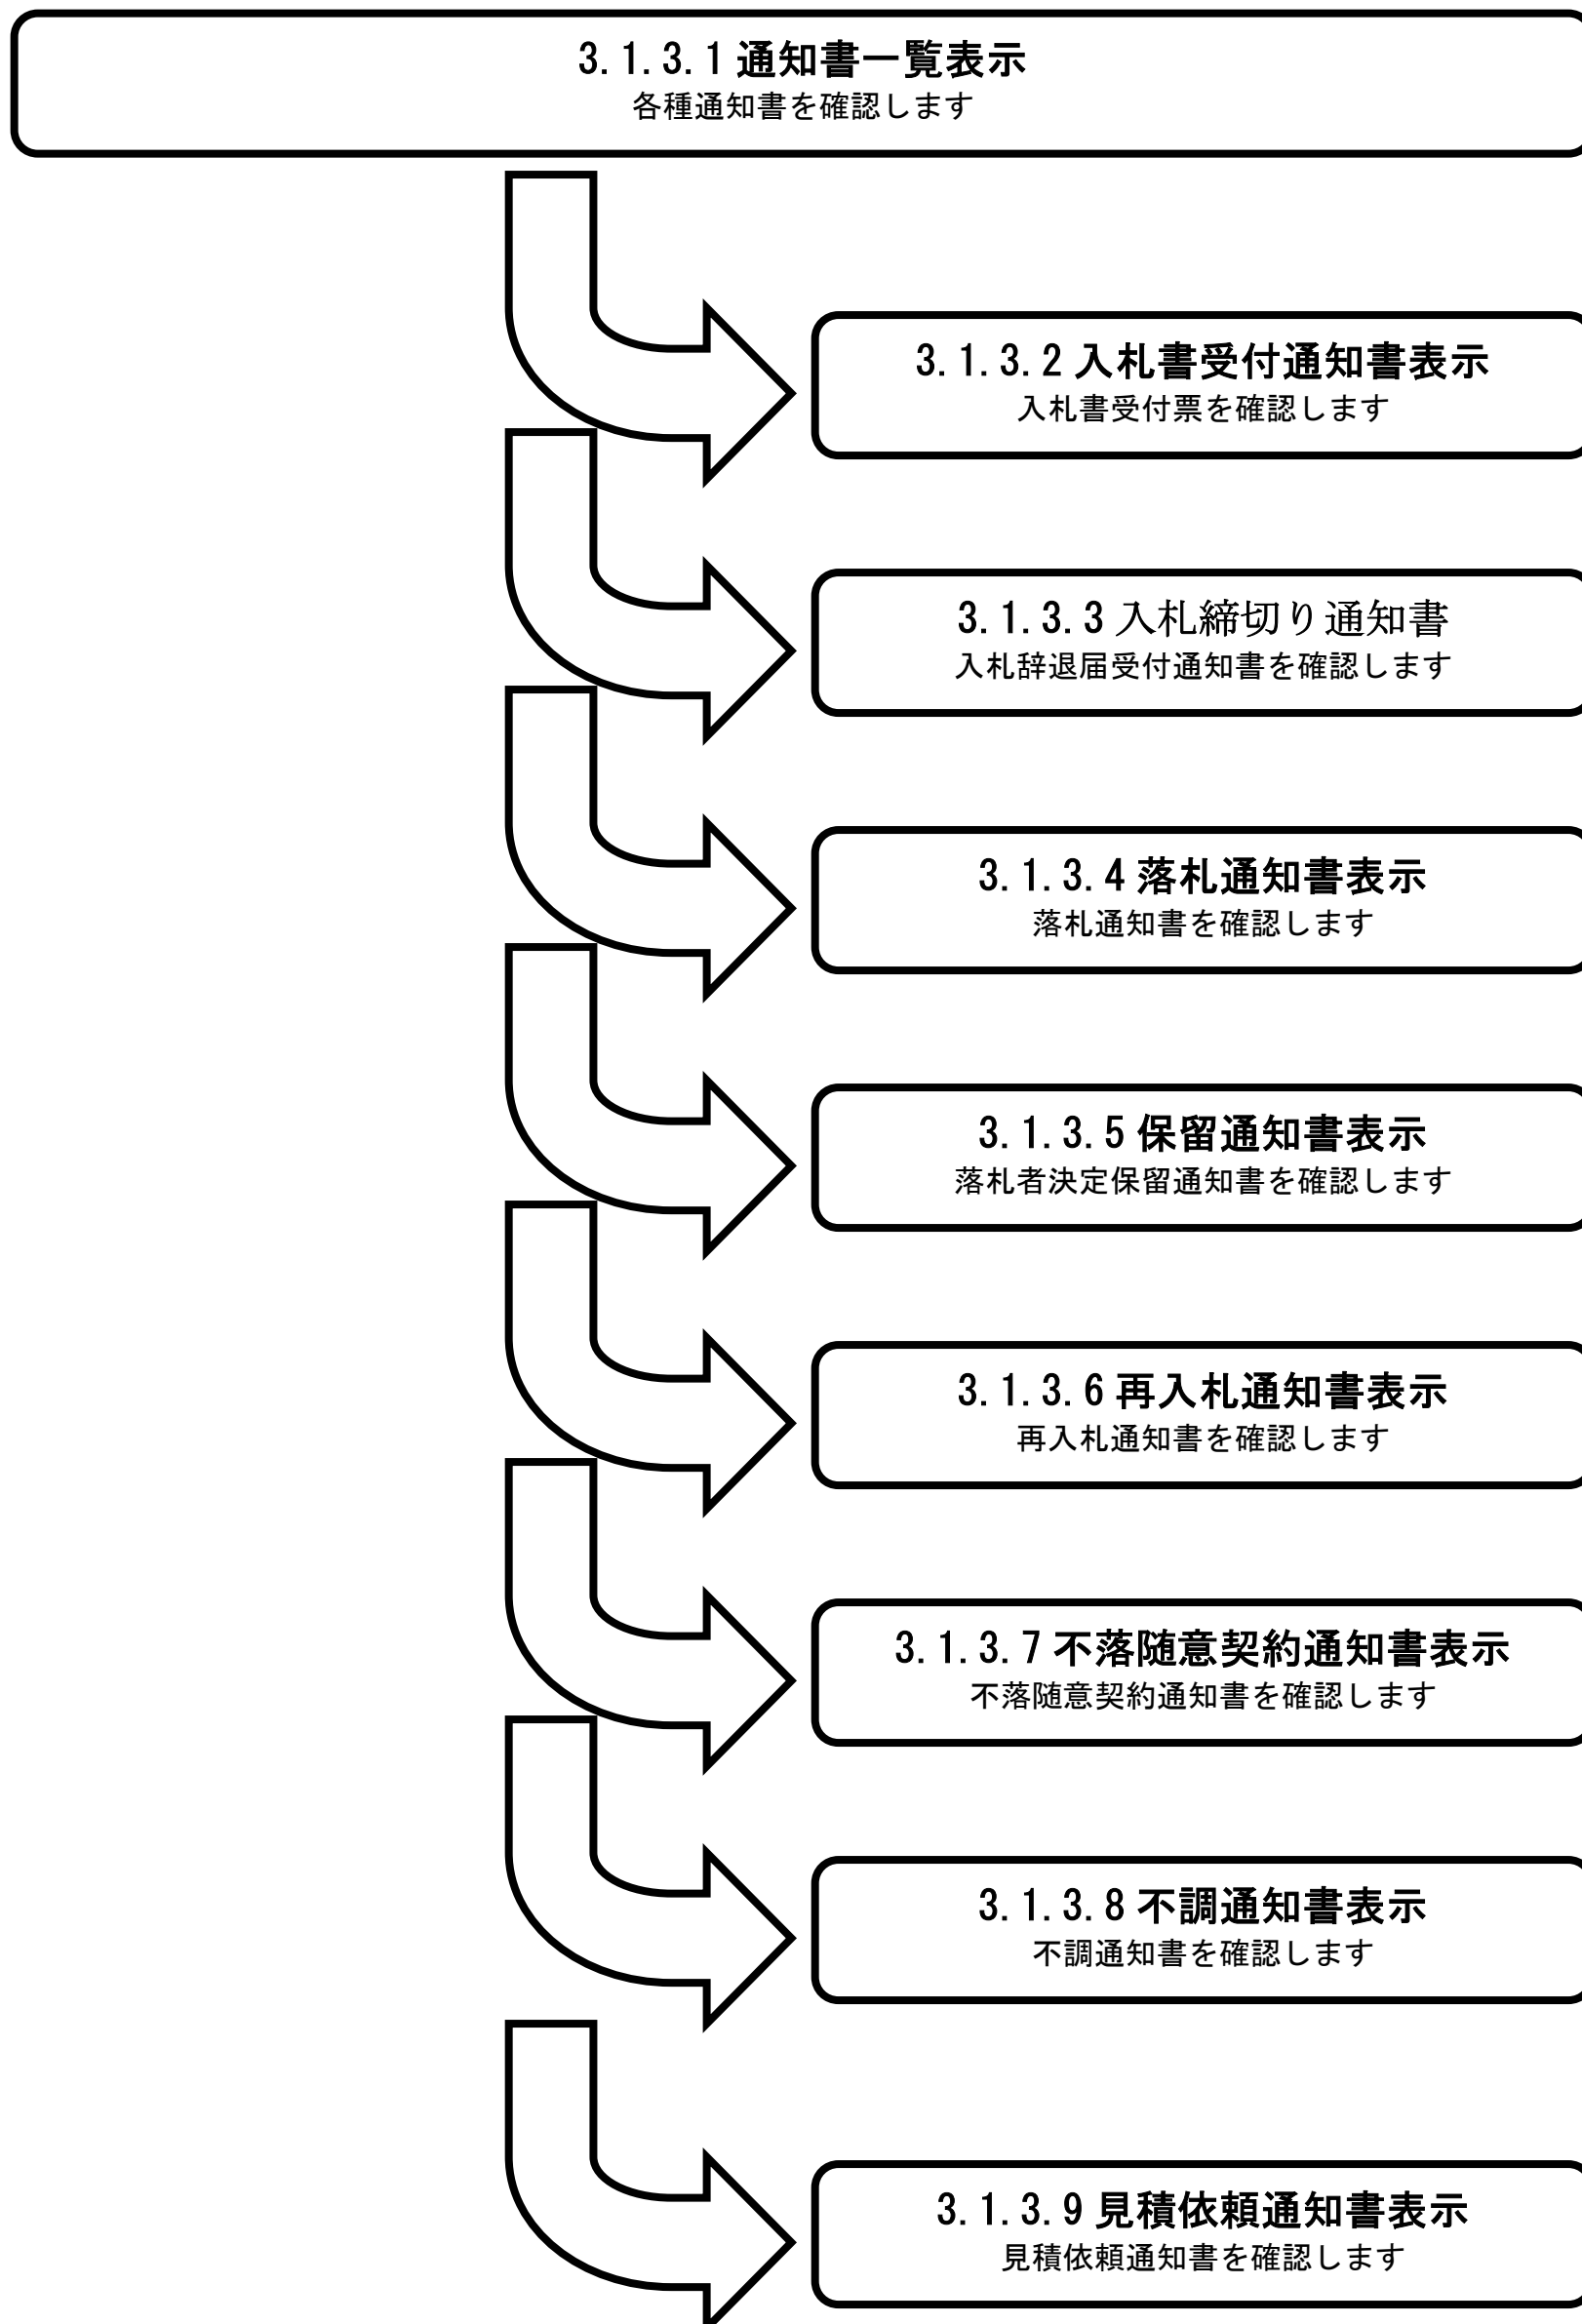 3.1.3.1 通知書一覧表示
各種通知書を確認します
3.1.3.2 入札書受付通知書表示
入札書受付票を確認します
3.1.3.3 入札締切り通知書
入札辞退届受付通知書を確認します
3.1.3.4 落札通知書表示
落札通知書を確認します
3.1.3.5 保留通知書表示
落札者決定保留通知書を確認します
3.1.3.6 再入札通知書表示
再入札通知書を確認します
3.1.3.7 不落随意契約通知書表示
不落随意契約通知書を確認します
3.1.3.8 不調通知書表示
不調通知書を確認します
3.1.3.9 見積依頼通知書表示
見積依頼通知書を確認します